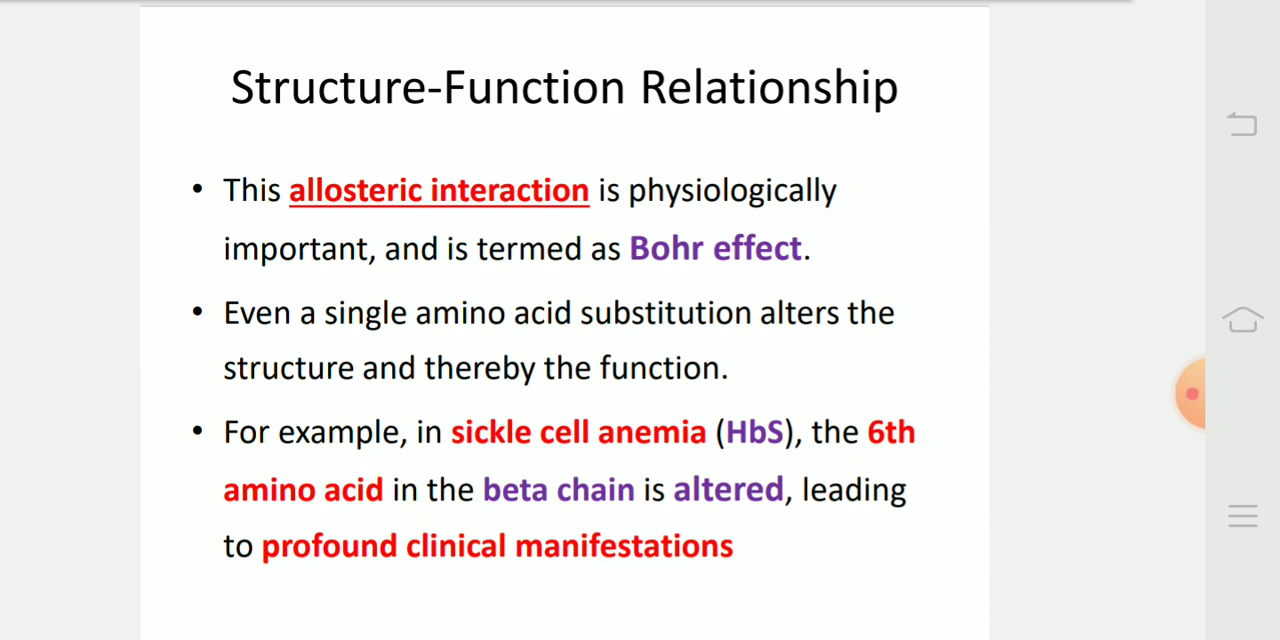 Structure-Function Relationship
• This allosteric interaction is physiologically
important, and is termed as Bohr effect.
• Even a single amino acid substitution alters the
structure and thereby the function.
• For example, in sickle cell anemia (HbS), the 6th
amino acid in the beta chain is altered, leading
to profound clinical manifestations